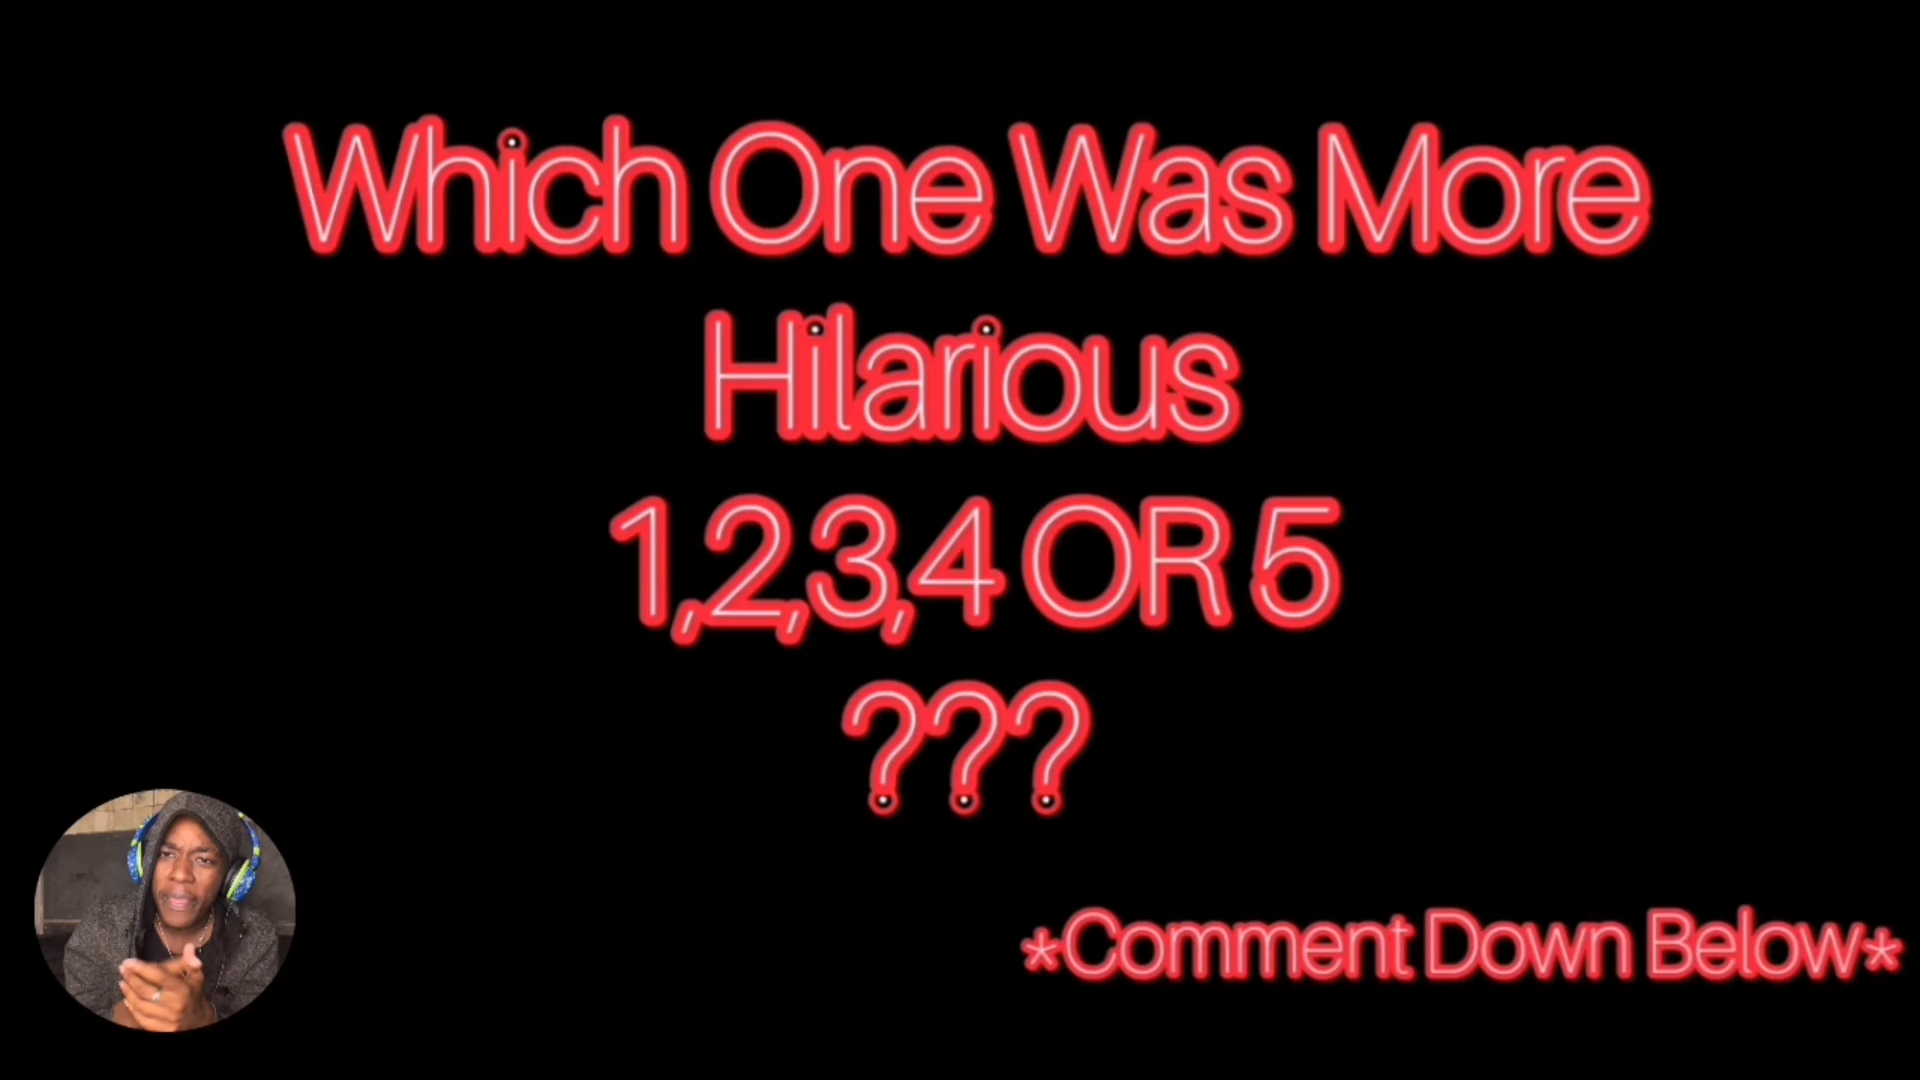 Which One Was More
Hilarious
1,2,3,4 OR 5
???
*Comment Down Below*